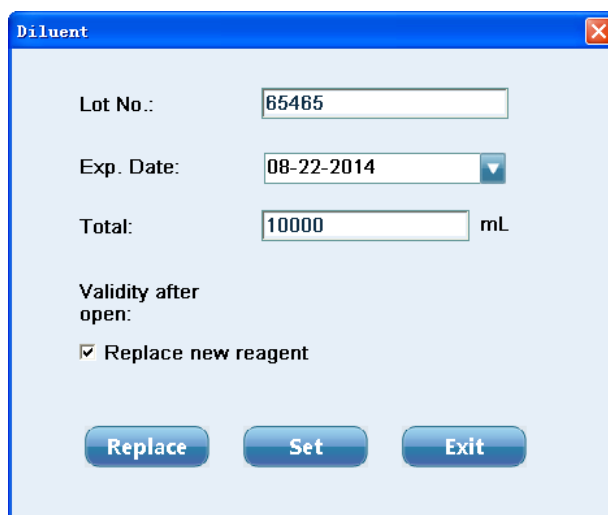 Diluent
Lot No.: 65465
Exp. Date: 08-22-2014
Total: 10000 mL
Validity after
open:
Replace new reagent
Replace Set Exit